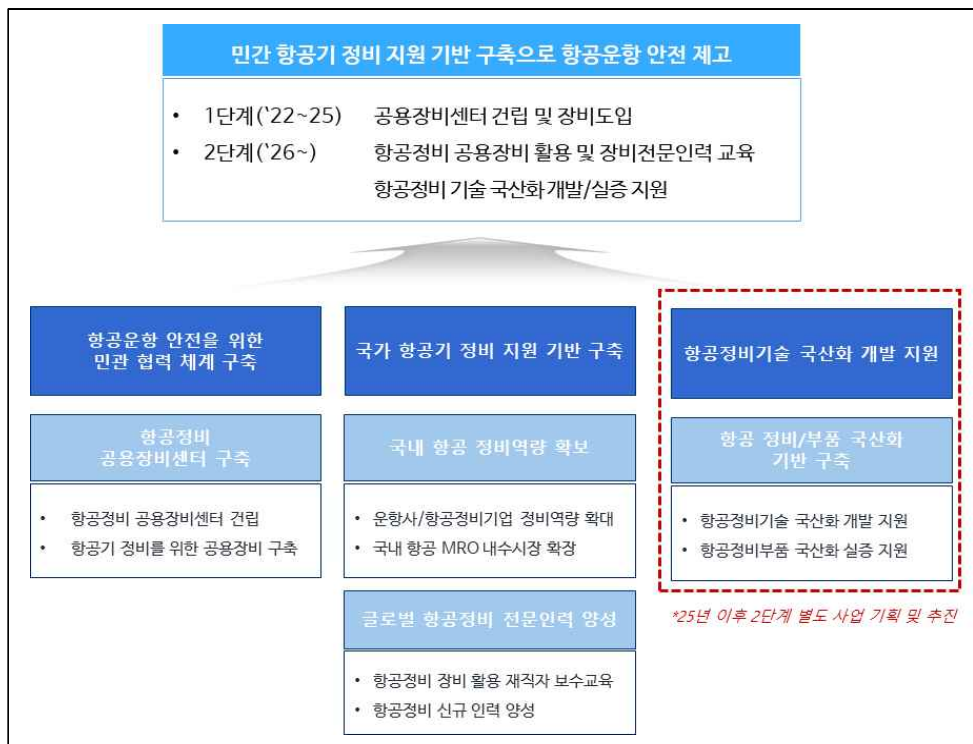 민간 항공기 정비 지원 기반 구축으로 항공운항 안전 제고
• 1단계(‘22~25) 공용장비센터 건립 및 장비도입
• 2단계(‘26~) 항공정비 공용장비 활용 및 장비전문인력 교육
항공정비 기술 국산화 개발/실증 지원
항공운항 안전을 위한
민관 협력 체계 구축
항공정비
공용장비센터 구축
• 항공정비 공용장비센터 건립
• 항공기 정비를 위한 공용장비 구축
국가 항공기 정비 지원 기반 구축
국내 항공 정비역량 확보
• 운항사/항공정비기업 정비역량 확대
• 국내 항공 MRO 내수시장 확장
글로벌 항공정비 전문인력 양성
• 항공정비 장비 활용 재직자 보수교육
• 항공정비 신규 인력 양성
항공정비기술 국산화 개발 지원
항공 정비/부품 국산화
기반 구축
• 항공정비기술 국산화 개발 지원
• 항공정비부품 국산화 실증 지원
*25년 이후 2단계 별도 사업 기획 및 추진